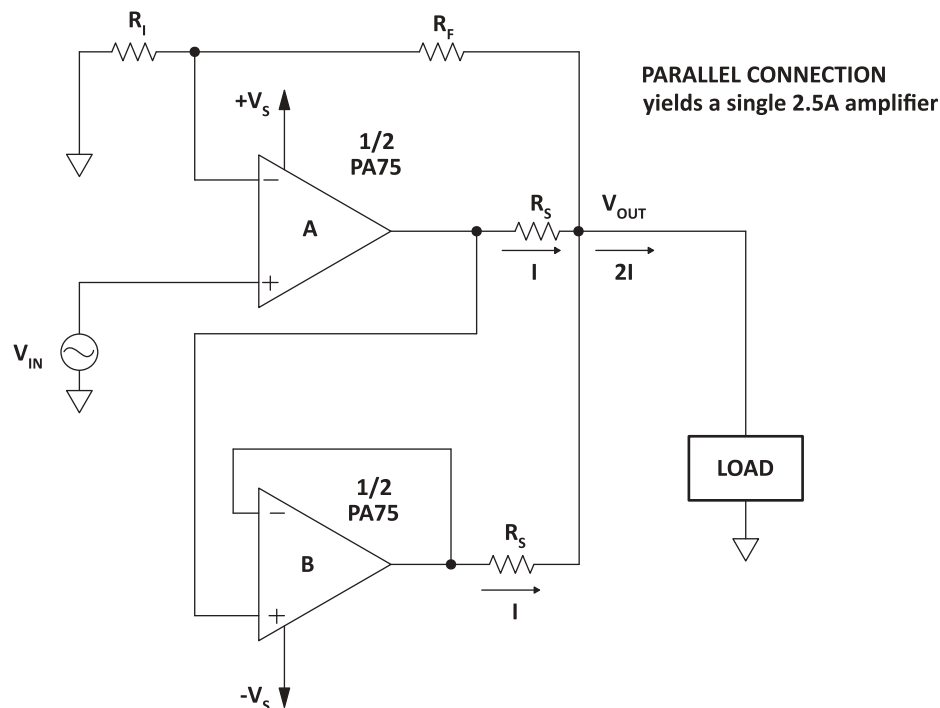 R_I
R_F
PARALLEL CONNECTION
yields a single 2.5A amplifier
+V_S
1/2
PA75
−
A
+
R_S
V_OUT
I
2I
V_IN
LOAD
1/2
PA75
−
B
+
R_S
I
-V_S